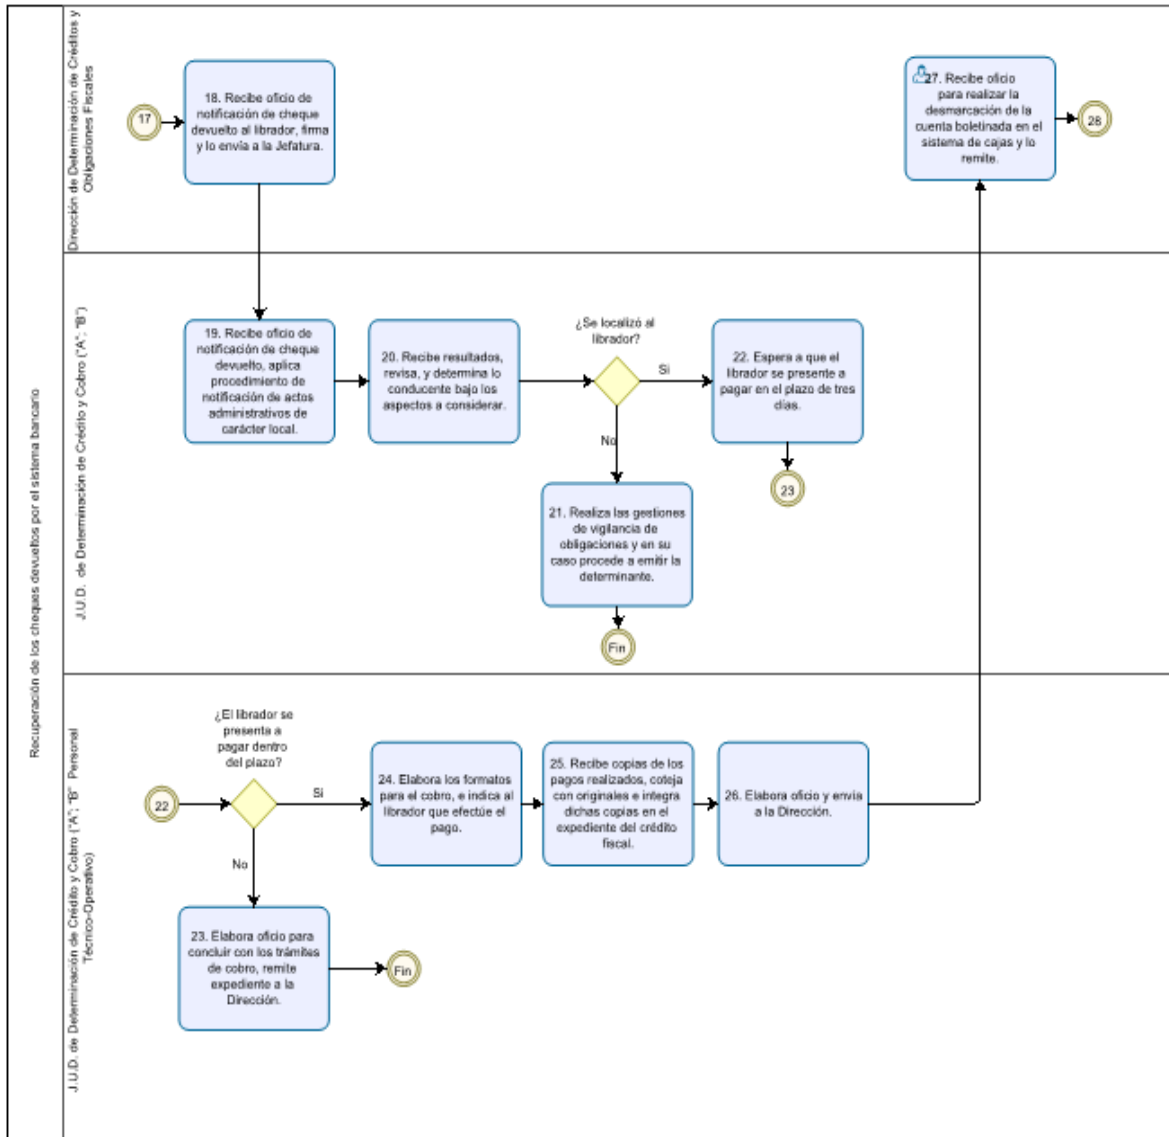 Recuperación de los cheques devueltos por el sistema bancario
Dirección de Determinación de Créditos y
Obligaciones Fiscales
17
18. Recibe oficio de
notificación de cheque
devuelto al librador, firma
y lo envía a la Jefatura.
27. Recibe oficio
para realizar la
desmarcación de la
cuenta boletinada en el
sistema de cajas y lo
remite.
28
J.U.D. de Determinación de Crédito y Cobro ("A"; "B")
19. Recibe oficio de
notificación de cheque
devuelto, aplica
procedimiento de
notificación de actos
administrativos de
carácter local.
20. Recibe resultados,
revisa, y determina lo
conducente bajo los
aspectos a considerar.
¿Se localizó al
librador?
Si
22. Espera a que el
librador se presente a
pagar en el plazo de tres
días.
23
No
21. Realiza las gestiones
de vigilancia de
obligaciones y en su
caso procede a emitir la
determinante.
Fin
J.U.D. de Determinación de Crédito y Cobro ("A"; "B" Personal
Técnico-Operativo)
22
¿El librador se
presenta a
pagar dentro
del plazo?
Si
24. Elabora los formatos
para el cobro, e indica al
librador que efectúe el
pago.
25. Recibe copias de los
pagos realizados, coteja
con originales e integra
dichas copias en el
expediente del crédito
fiscal.
26. Elabora oficio y envía
a la Dirección.
No
23. Elabora oficio para
concluir con los trámites
de cobro, remite
expediente a la
Dirección.
Fin